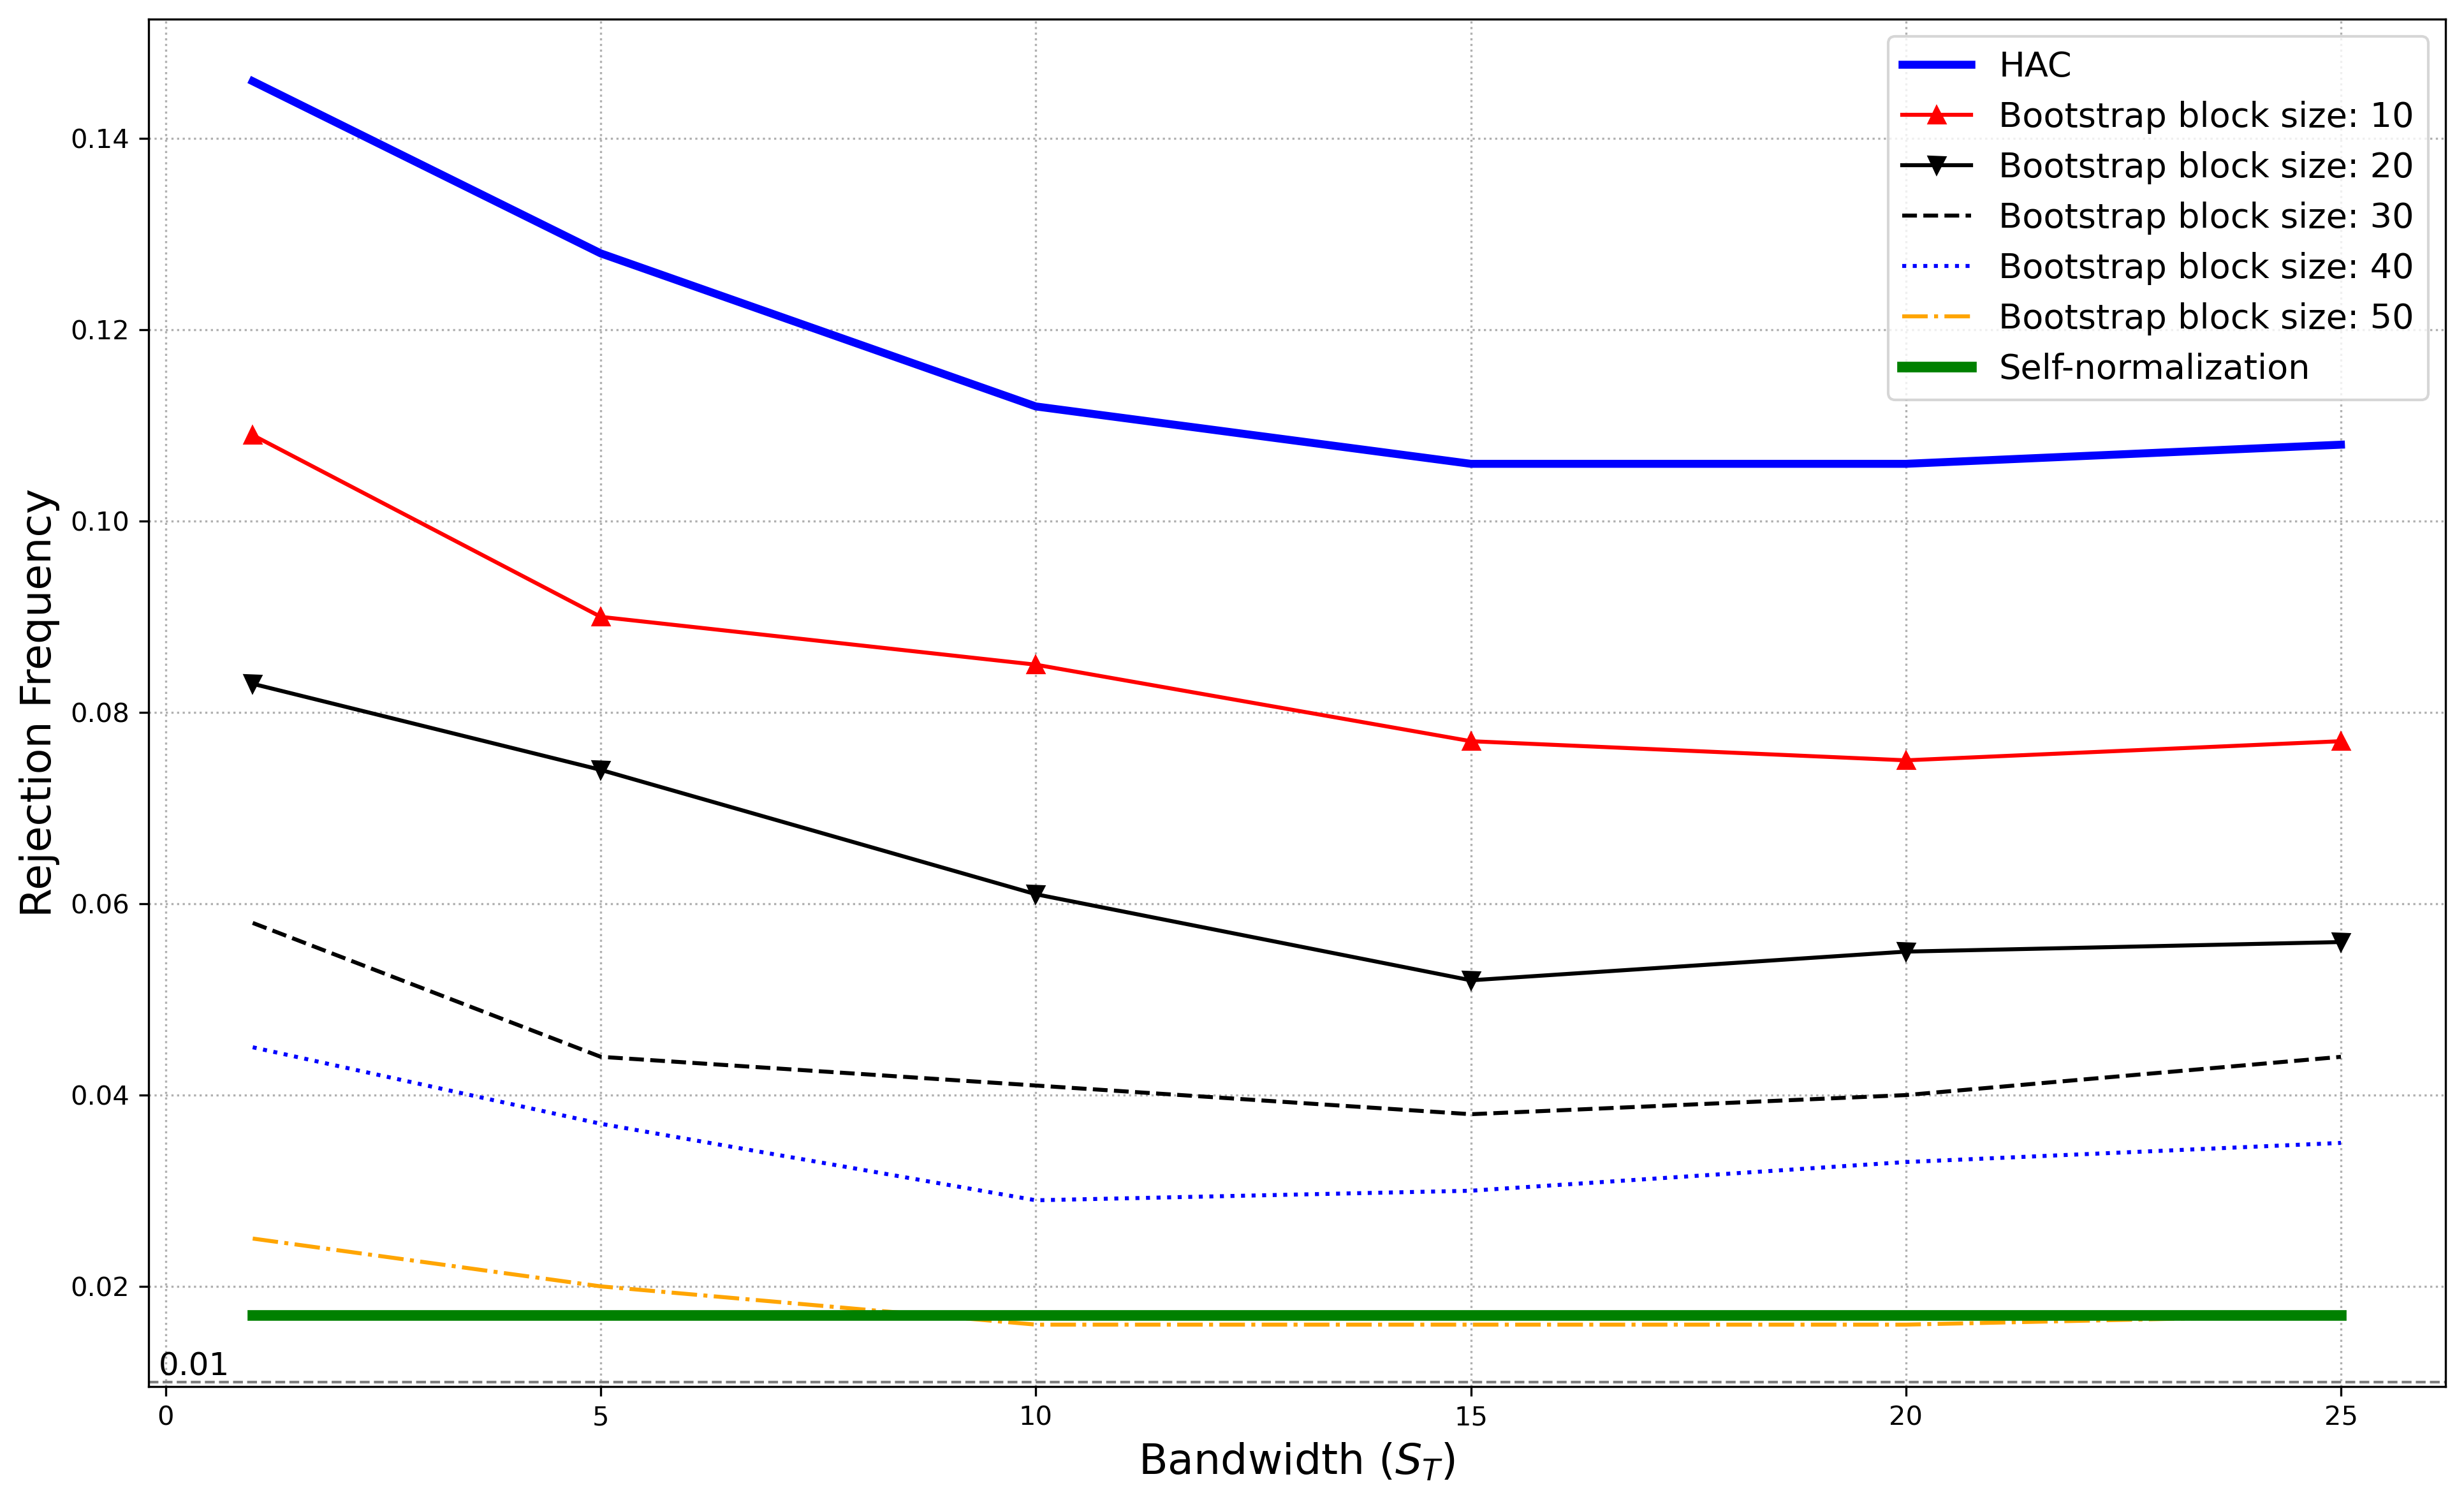 HAC
Bootstrap block size: 10
Bootstrap block size: 20
Bootstrap block size: 30
Bootstrap block size: 40
Bootstrap block size: 50
Self-normalization
Rejection Frequency
0.14
0.12
0.10
0.08
0.06
0.04
0.02
0.01
0 5 10 15 20 25
Bandwidth (S_T)